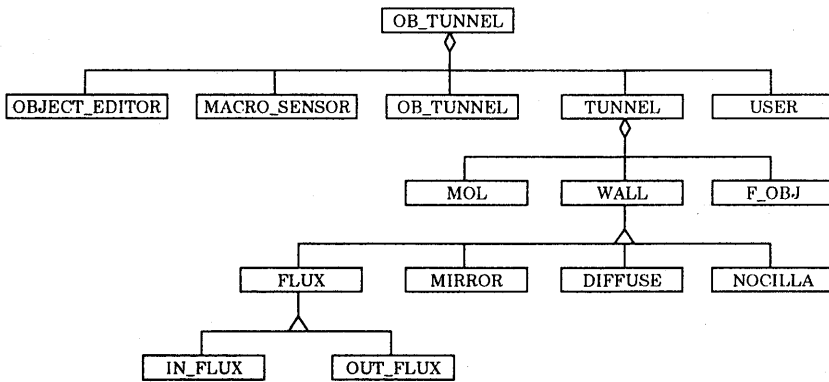 OB_TUNNEL
OBJECT_EDITOR MACRO_SENSOR OB_TUNNEL TUNNEL USER
MOL WALL F_OBJ
FLUX MIRROR DIFFUSE NOCILLA
IN_FLUX OUT_FLUX